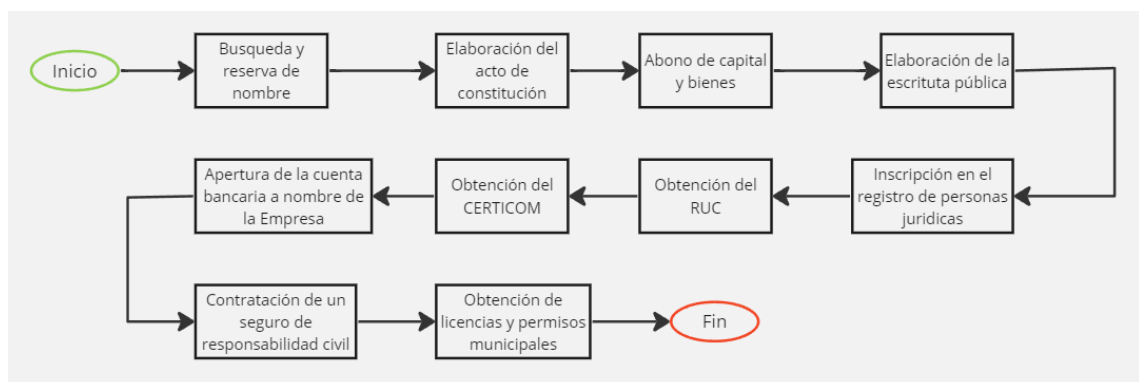 Inicio
Busqueda y
reserva de
nombre
Elaboración del
acto de
constitución
Abono de capital
y bienes
Elaboración de la
escrituta pública
Inscripción en el
registro de personas
juridicas
Obtención del
RUC
Obtención del
CERTICOM
Apertura de la cuenta
bancaria a nombre de
la Empresa
Contratación de un
seguro de
responsabilidad civil
Obtención de
licencias y permisos
municipales
Fin